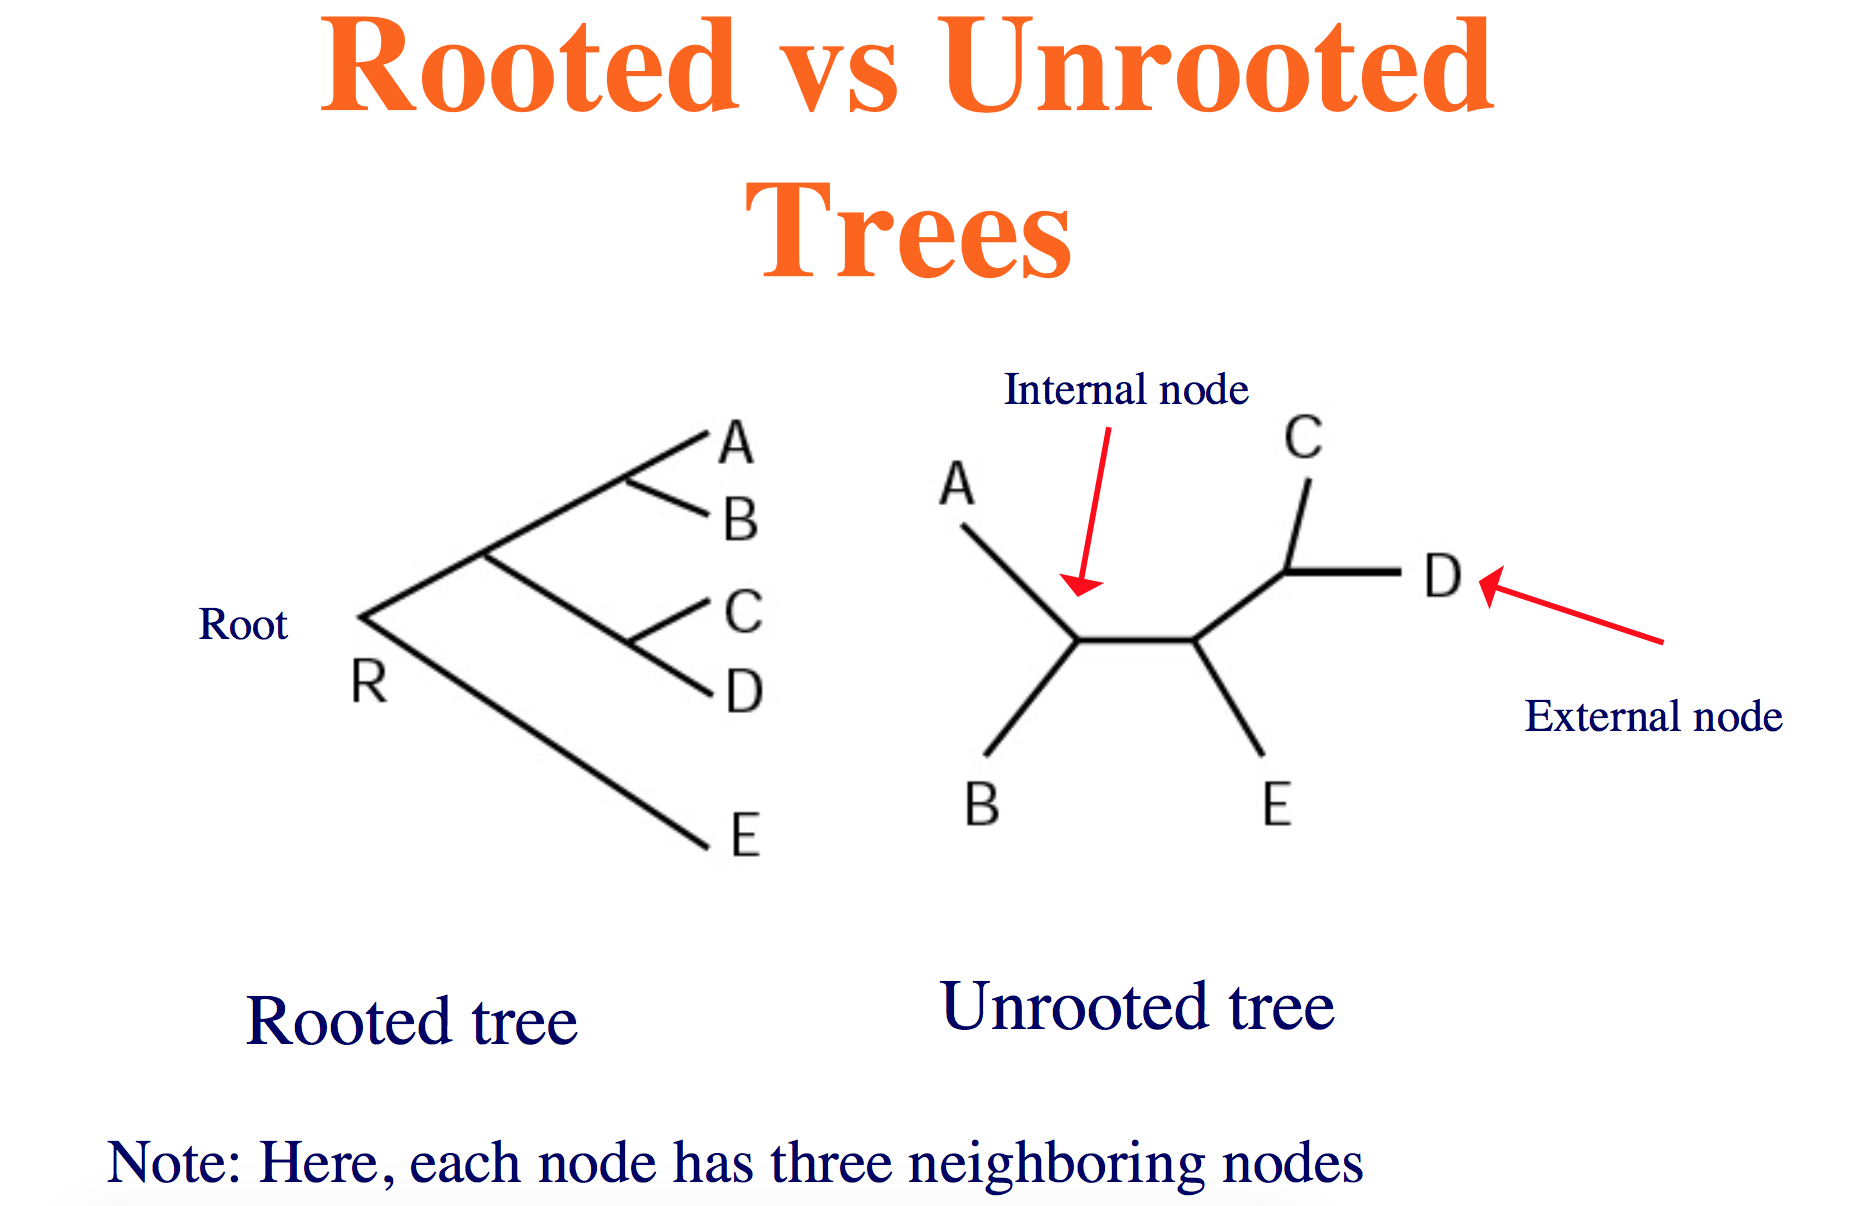 Rooted vs Unrooted
Trees
Internal node
A
B
C
D
E
Root
R
A
C
D
B
E
External node
Rooted tree
Unrooted tree
Note: Here, each node has three neighboring nodes